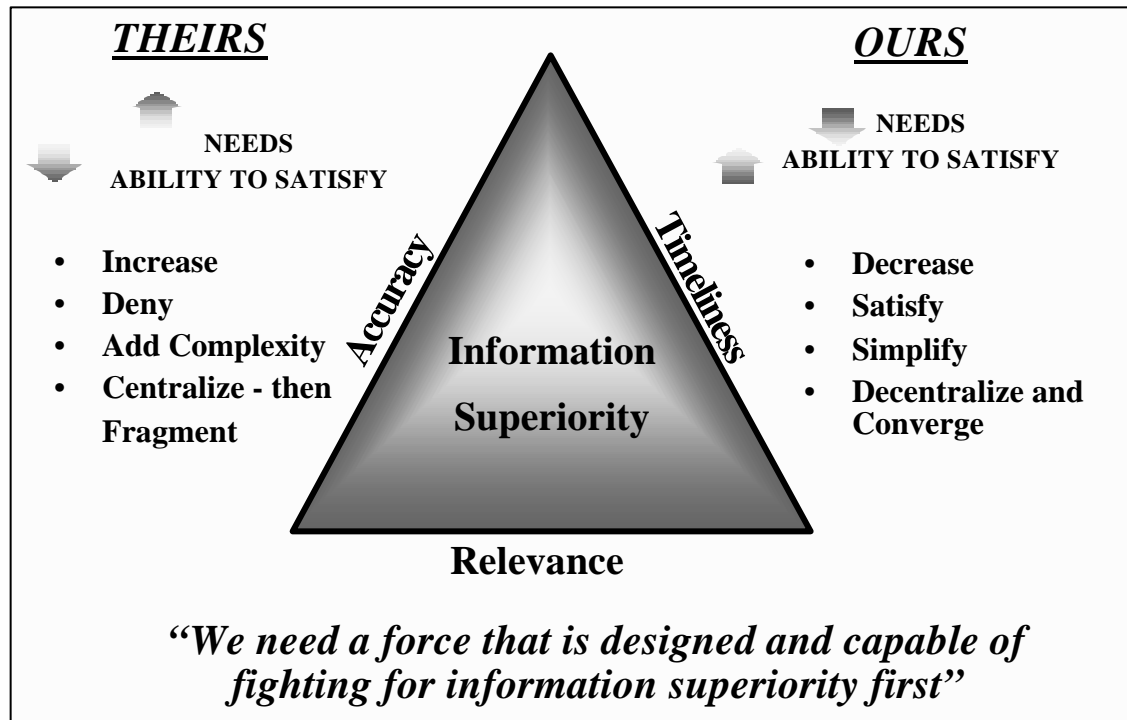 THEIRS
NEEDS
ABILITY TO SATISFY
• Increase
• Deny
• Add Complexity
• Centralize - then
Fragment
Accuracy
Information
Superiority
Timeliness
Relevance
OURS
NEEDS
ABILITY TO SATISFY
• Decrease
• Satisfy
• Simplify
• Decentralize and
Converge
“We need a force that is designed and capable of
fighting for information superiority first”